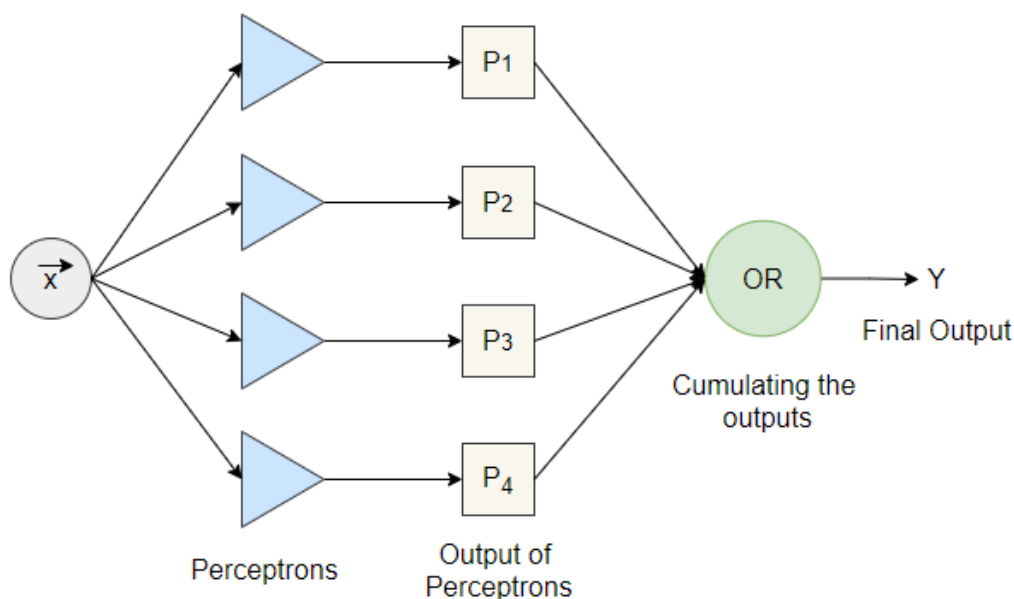 P1
P2
x
OR
Y
P3
Final Output
Cumulating the
outputs
P4
Perceptrons
Output of
Perceptrons